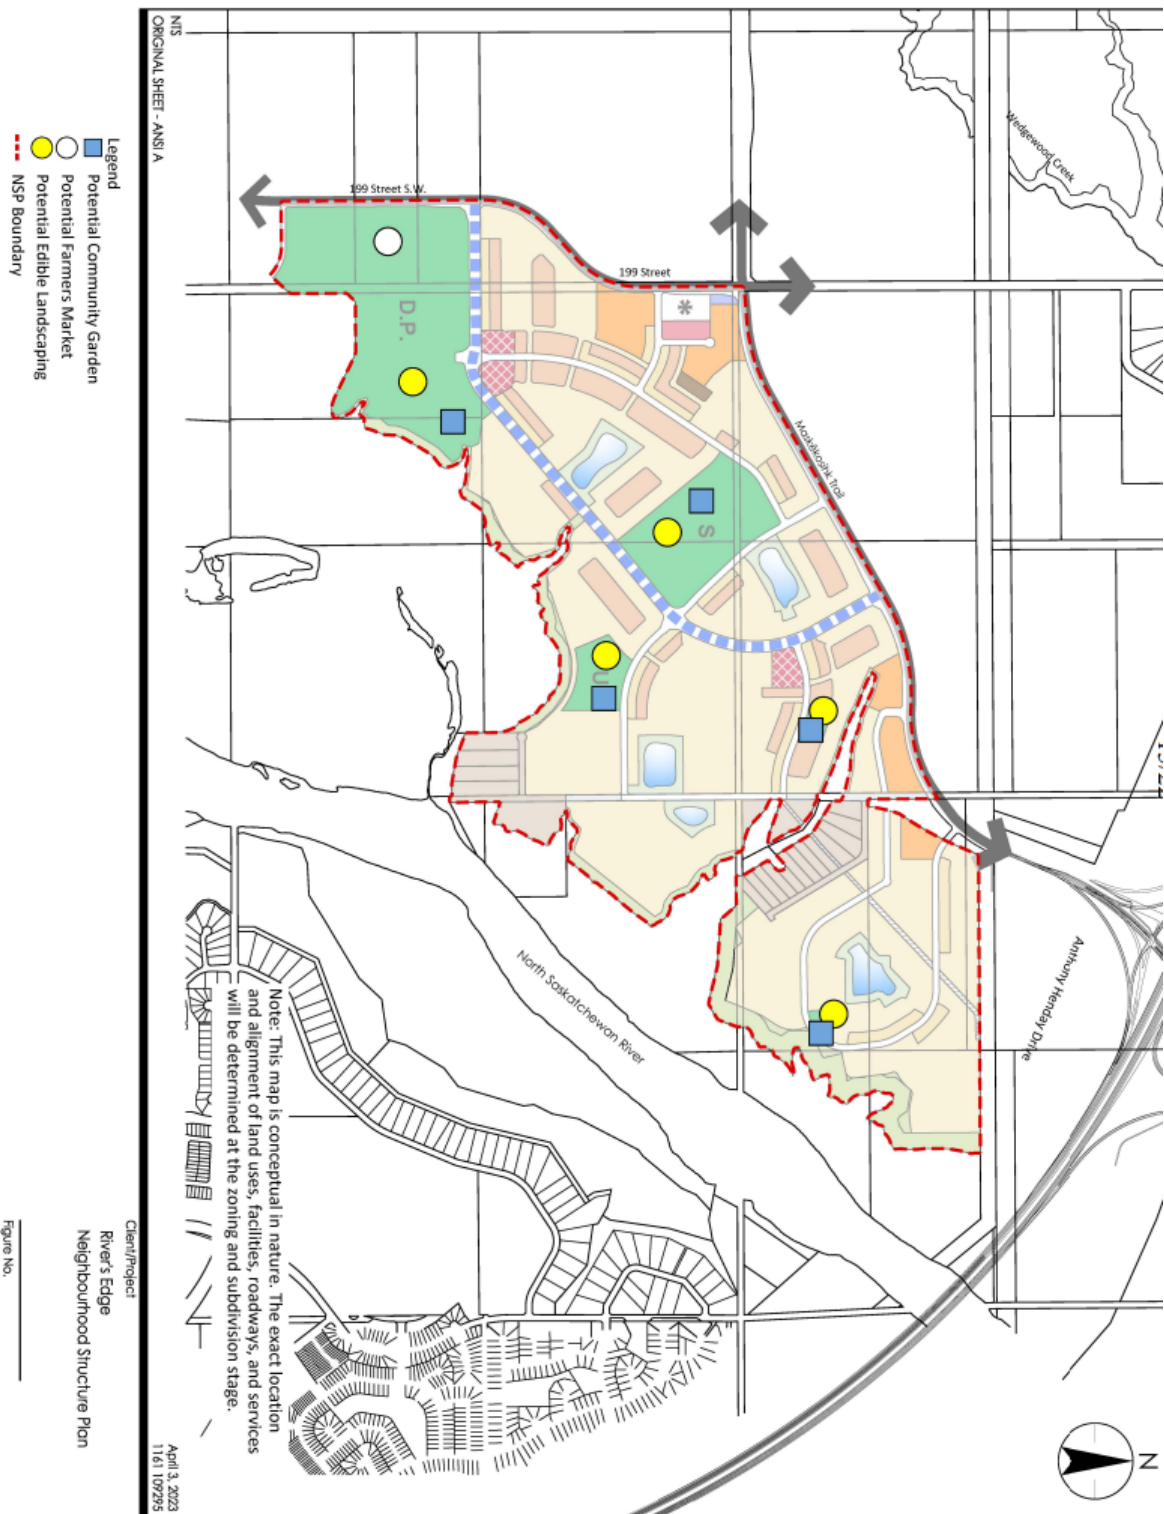 N
Wedgewood Creek
199 Street S.W.
199 Street
Maskêkosihk Trail
Anthony Henday Drive
North Saskatchewan River
D.P.
S
U
*
Note: This map is conceptual in nature. The exact location
and alignment of land uses, facilities, roadways, and services
will be determined at the zoning and subdivision stage.
NTS
ORIGINAL SHEET - ANSI A
April 3, 2023
1161 109295
Legend
Potential Community Garden
Potential Farmers Market
Potential Edible Landscaping
NSP Boundary
Client/Project
River's Edge
Neighbourhood Structure Plan
Figure No.